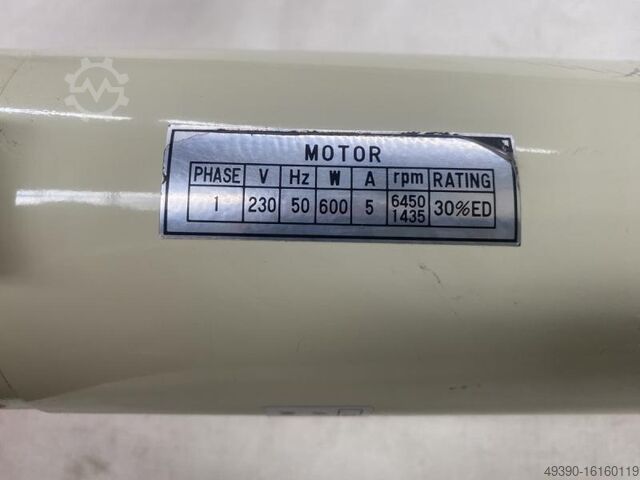 MOTOR
PHASE V Hz W A rpm RATING
1 230 50 600 5 6450 1435 30%ED
49390-16160119